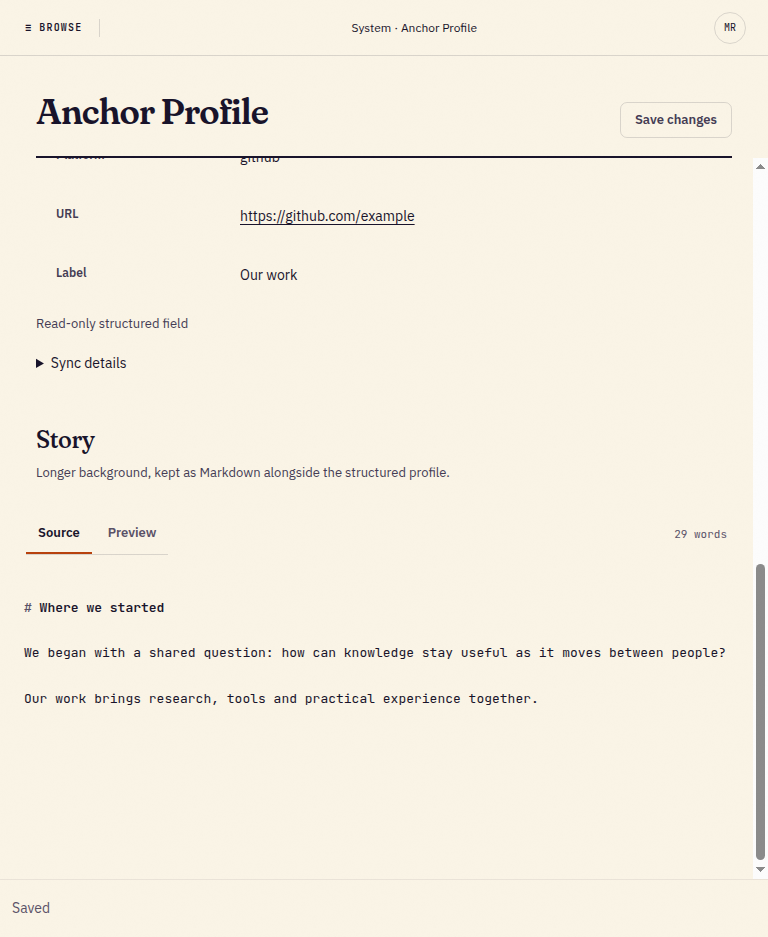 ≡ BROWSE
System · Anchor Profile
MR
Anchor Profile
Save changes
github
URL
https://github.com/example
Label
Our work
Read-only structured field
Sync details
Story
Longer background, kept as Markdown alongside the structured profile.
Source
Preview
29 words
# Where we started
We began with a shared question: how can knowledge stay useful as it moves between people?
Our work brings research, tools and practical experience together.
Saved